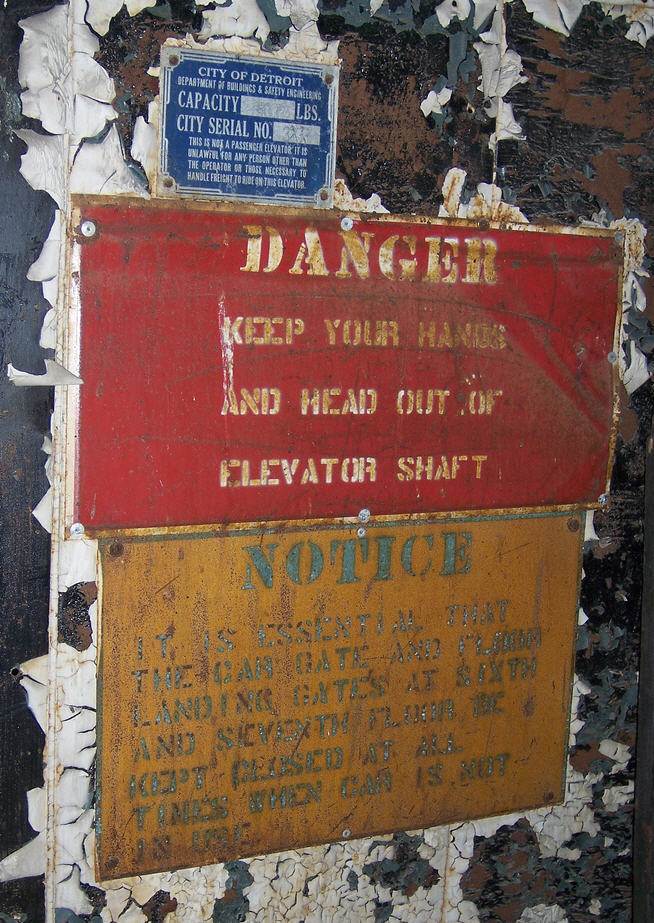 CITY OF DETROIT
DEPARTMENT OF BUILDINGS & SAFETY ENGINEERING
CAPACITY LBS.
CITY SERIAL NO.
THIS IS NOT A PASSENGER ELEVATOR. IT IS
UNLAWFUL FOR ANY PERSON OTHER THAN
THE OPERATOR OR THOSE NECESSARY TO
HANDLE FREIGHT TO RIDE ON THIS ELEVATOR.
DANGER
KEEP YOUR HANDS
AND HEAD OUT OF
ELEVATOR SHAFT
NOTICE
IT IS ESSENTIAL THAT
THE CAR GATE AND FLOOR
LANDING GATES AT SIXTH
AND SEVENTH FLOOR BE
KEPT CLOSED AT ALL
TIMES WHEN CAR IS NOT
IN USE